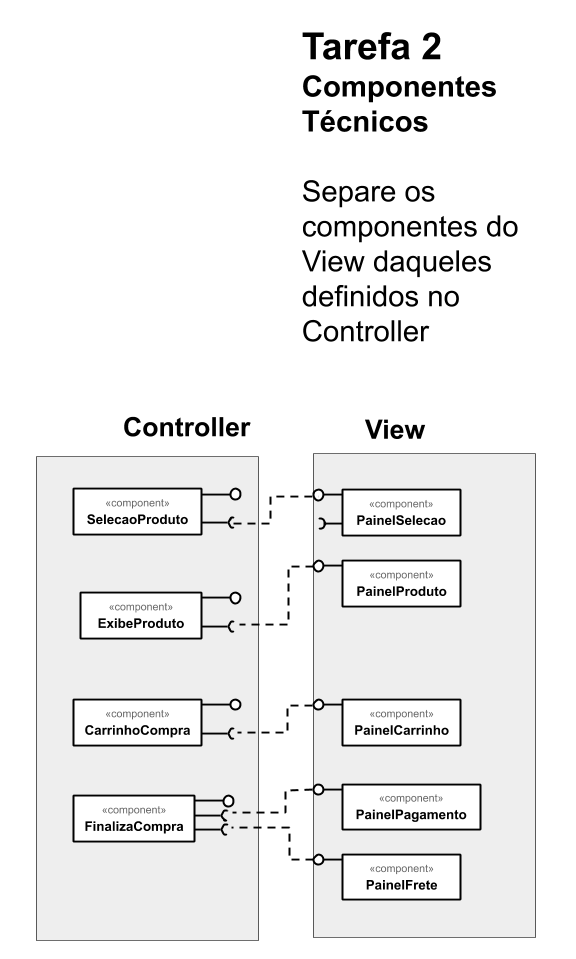 Tarefa 2
Componentes
Técnicos
Separe os
componentes do
View daqueles
definidos no
Controller
Controller
View
«component»
SelecaoProduto
«component»
PainelSelecao
«component»
PainelProduto
«component»
ExibeProduto
«component»
CarrinhoCompra
«component»
PainelCarrinho
«component»
FinalizaCompra
«component»
PainelPagamento
«component»
PainelFrete